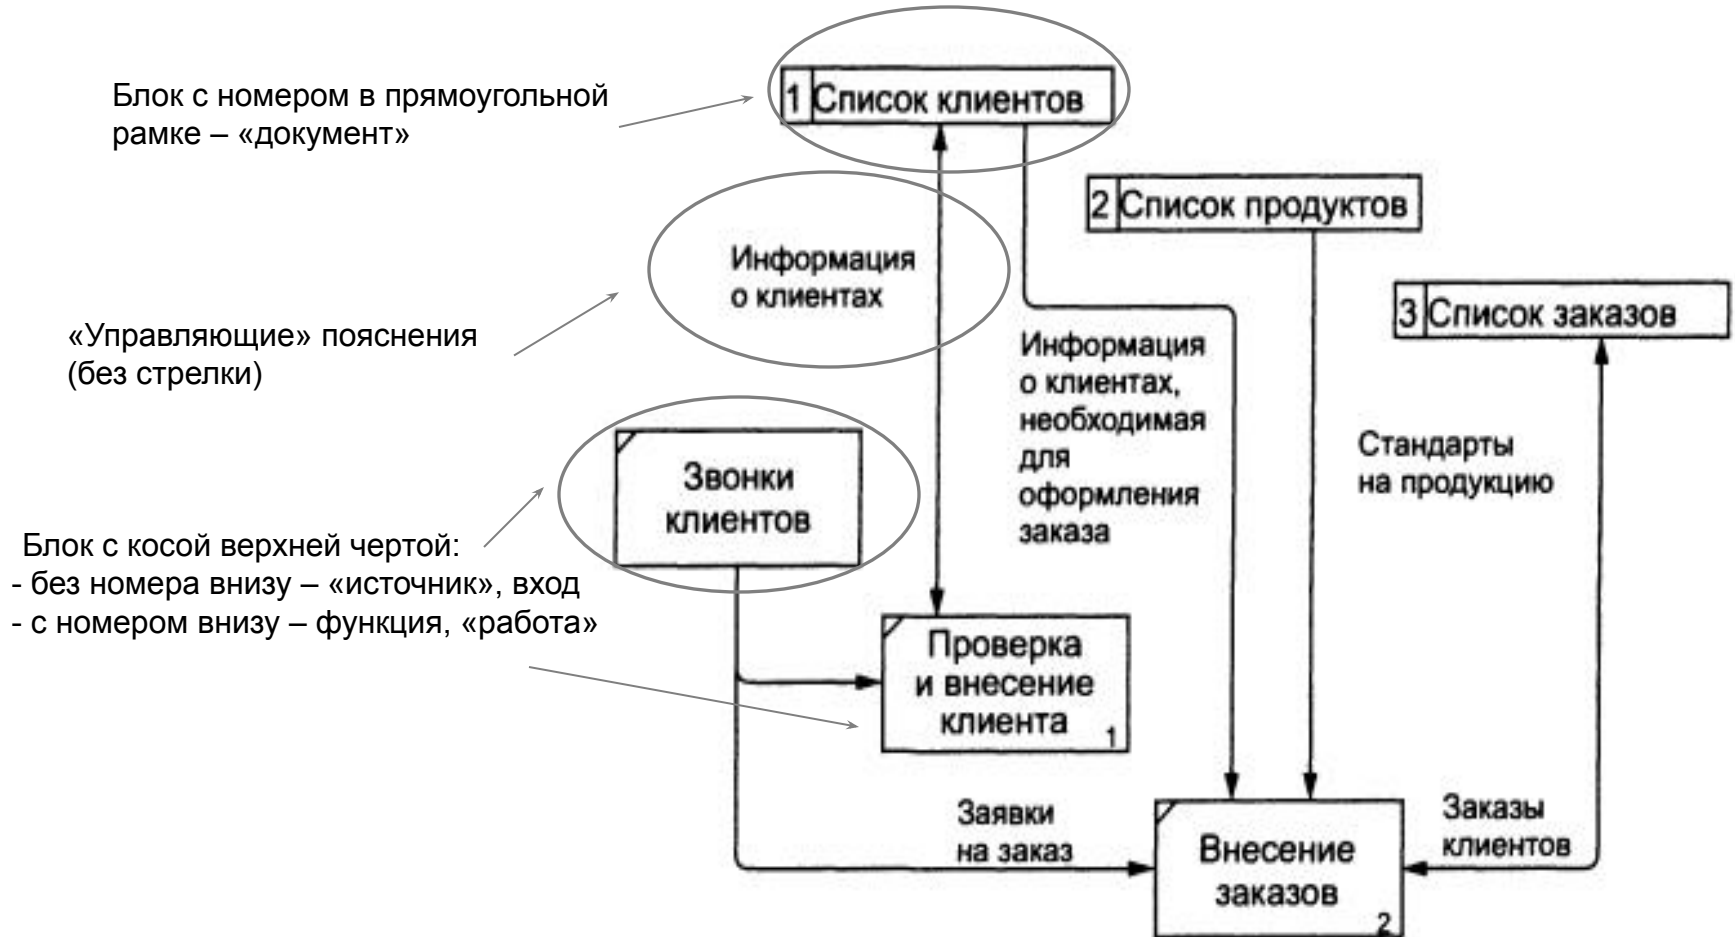 1 Список клиентов
Блок с номером в прямоугольной
рамке – «документ»
2 Список продуктов
Информация
о клиентах
3 Список заказов
«Управляющие» пояснения
(без стрелки)
Информация
о клиентах,
необходимая
для
оформления
заказа
Стандарты
на продукцию
Звонки
клиентов
Блок с косой верхней чертой:
- без номера внизу – «источник», вход
- с номером внизу – функция, «работа»
Проверка
и внесение
клиента
1
Заявки
на заказ
Заказы
клиентов
Внесение
заказов
2